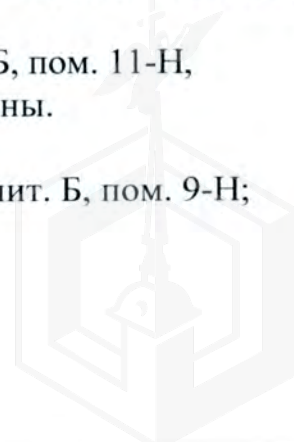 Б, пом. 11-Н,
ны.
лит. Б, пом. 9-Н;